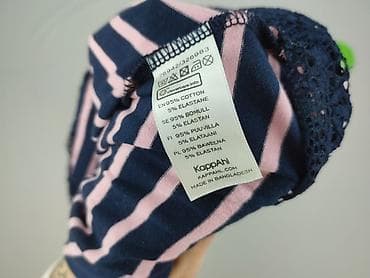 EN 95% COTTON
5% ELASTANE
SE 95% BOMULL
5% ELASTAN
FI 95% PUUVILLA
5% ELATAANI
PL 95% BAWEŁNA
5% ELASTAN
KappAhl
KAPPAHL.COM
MADE IN BANGLADESH